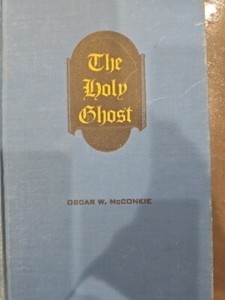 The
Holy
Ghost
OSCAR W. McCONKIE